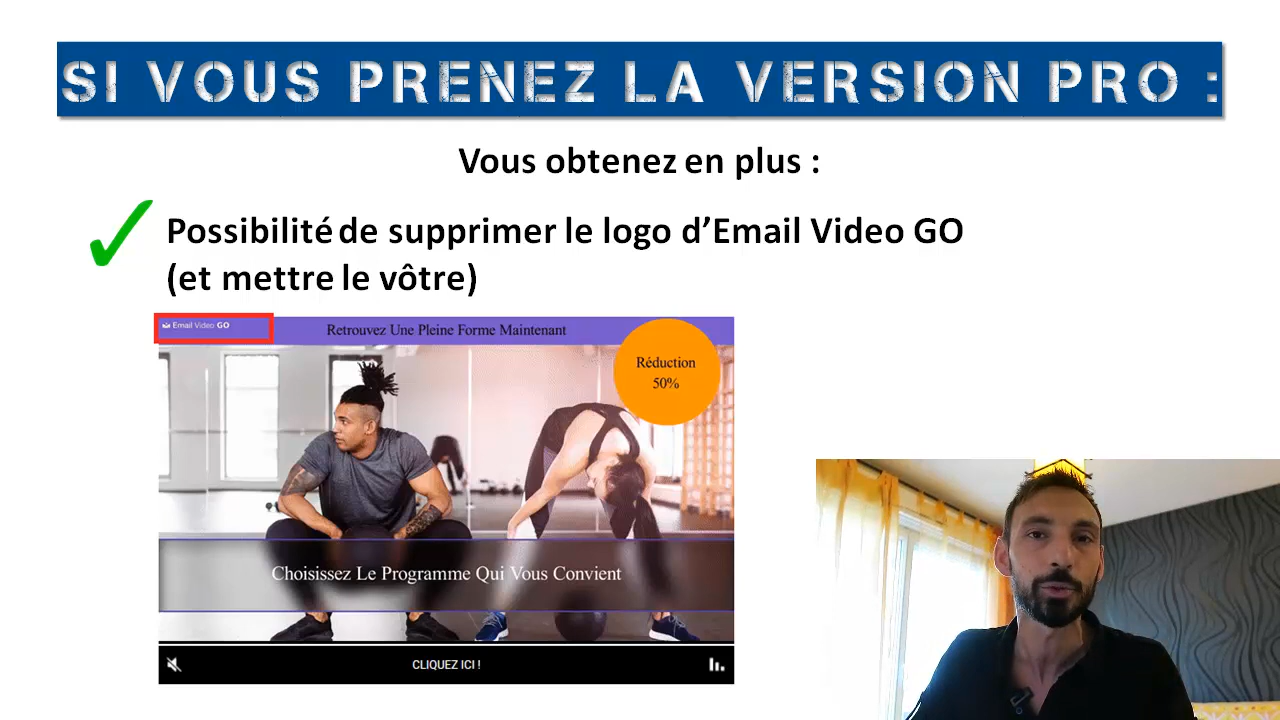 SI VOUS PRENEZ LA VERSION PRO :
Vous obtenez en plus :
Possibilité de supprimer le logo d’Email Video GO
(et mettre le vôtre)
Email Video GO
Retrouvez Une Pleine Forme Maintenant
Réduction
50%
Choisissez Le Programme Qui Vous Convient
CLIQUEZ ICI !